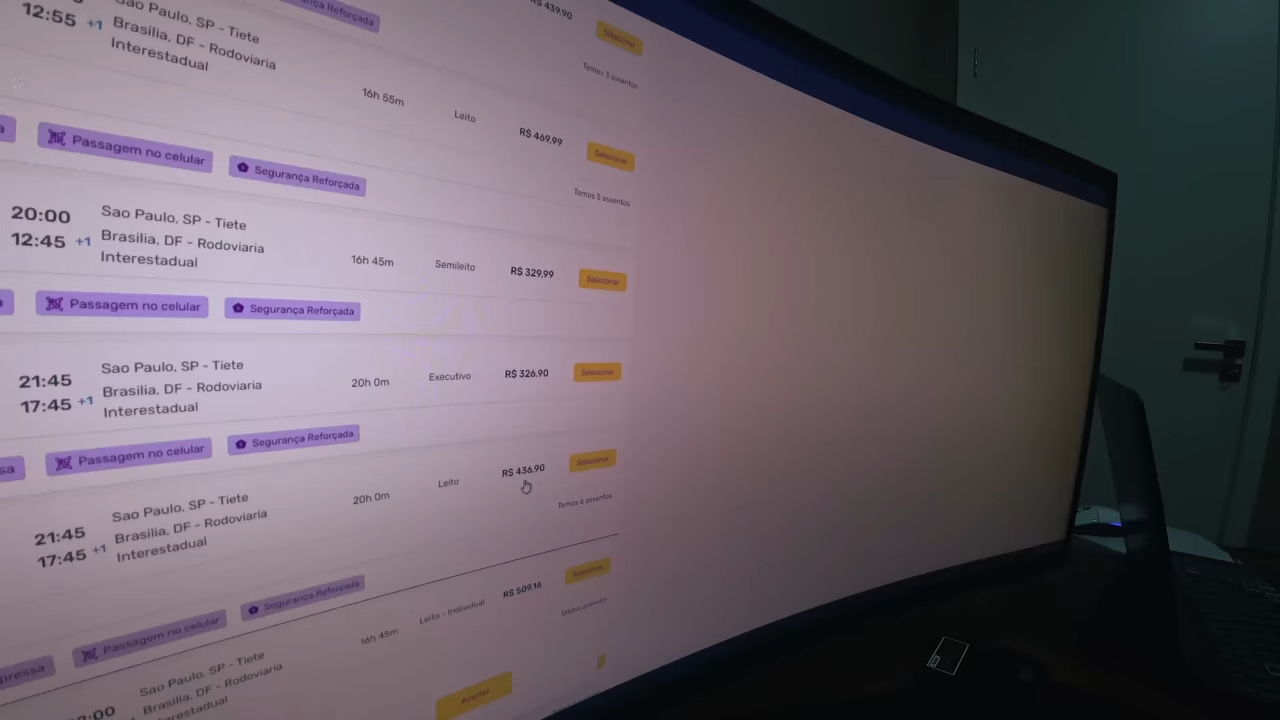 R$ 439.90
Selecionar
12:55 +1
Sao Paulo, SP - Tiete
Brasilia, DF - Rodoviaria
Interestadual
Temos 3 assentos
16h 55m
Leito
R$ 469.99
Selecionar
Temos 5 assentos
Passagem no celular
Segurança Reforçada
20:00
12:45 +1
Sao Paulo, SP - Tiete
Brasilia, DF - Rodoviaria
Interestadual
16h 45m
Semileito
R$ 329.99
Selecionar
Passagem no celular
Segurança Reforçada
21:45
17:45 +1
Sao Paulo, SP - Tiete
Brasilia, DF - Rodoviaria
Interestadual
20h 0m
Executivo
R$ 326.90
Selecionar
Passagem no celular
Segurança Reforçada
21:45
17:45 +1
Sao Paulo, SP - Tiete
Brasilia, DF - Rodoviaria
Interestadual
20h 0m
Leito
R$ 436,90
Selecionar
Temos 6 assentos
Passagem no celular
Segurança Reforçada
Sao Paulo, SP - Tiete
Brasilia, DF - Rodoviaria
16h 45m
Leito - Individual
R$ 509.16
Selecionar
Aceitar